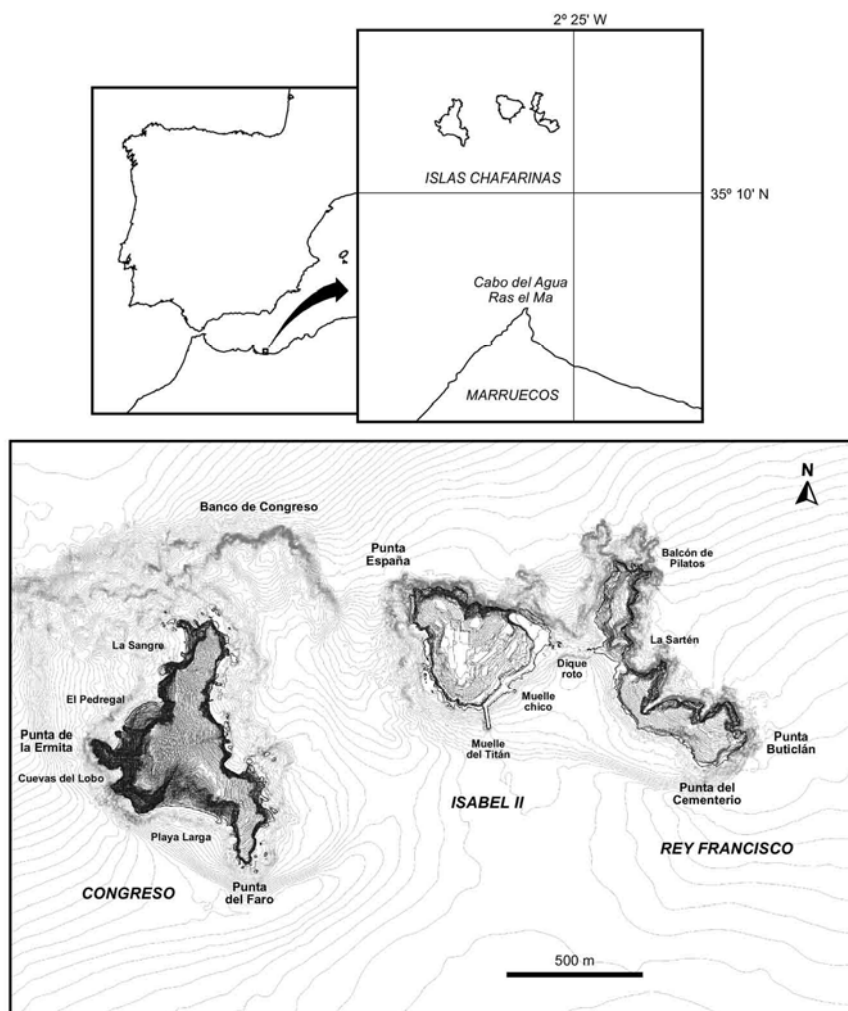 2º 25' W
ISLAS CHAFARINAS
35º 10' N
Cabo del Agua
Ras el Ma
MARRUECOS
N
Banco de Congreso
Punta
España
Balcón de
Pilatos
La Sangre
La Sartén
Dique
roto
El Pedregal
Muelle
chico
Punta de
la Ermita
Punta
Buticlán
Muelle
del Titán
Cuevas del Lobo
Punta del
Cementerio
ISABEL II
Playa Larga
REY FRANCISCO
CONGRESO
Punta
del Faro
500 m